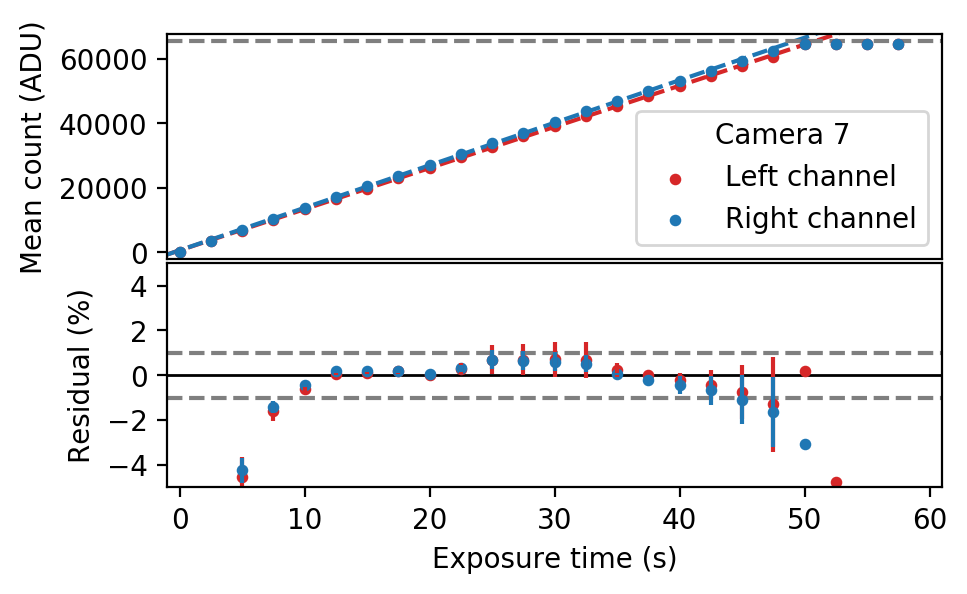 Mean count (ADU)
60000
40000
20000
0
Camera 7
Left channel
Right channel
Residual (%)
4
2
0
−2
−4
0 10 20 30 40 50 60
Exposure time (s)